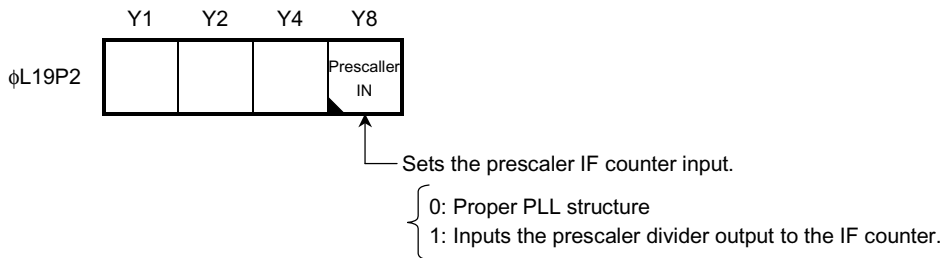 Y1 Y2 Y4 Y8
ϕL19P2
Prescaller
IN
Sets the prescaler IF counter input.
0: Proper PLL structure
1: Inputs the prescaler divider output to the IF counter.